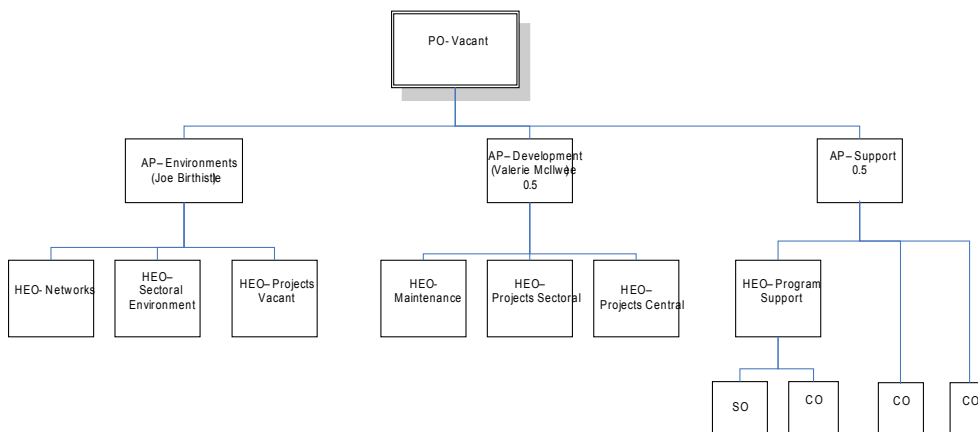 PO- Vacant
AP– Environments
(Joe Birthistle)
AP– Development
(Valerie McIlwee)
0.5
AP– Support
0.5
HEO- Networks
HEO–
Sectoral
Environment
HEO– Projects
Vacant
HEO-
Maintenance
HEO–
Projects Sectoral
HEO–
Projects Central
HEO– Program
Support
SO
CO
CO
CO